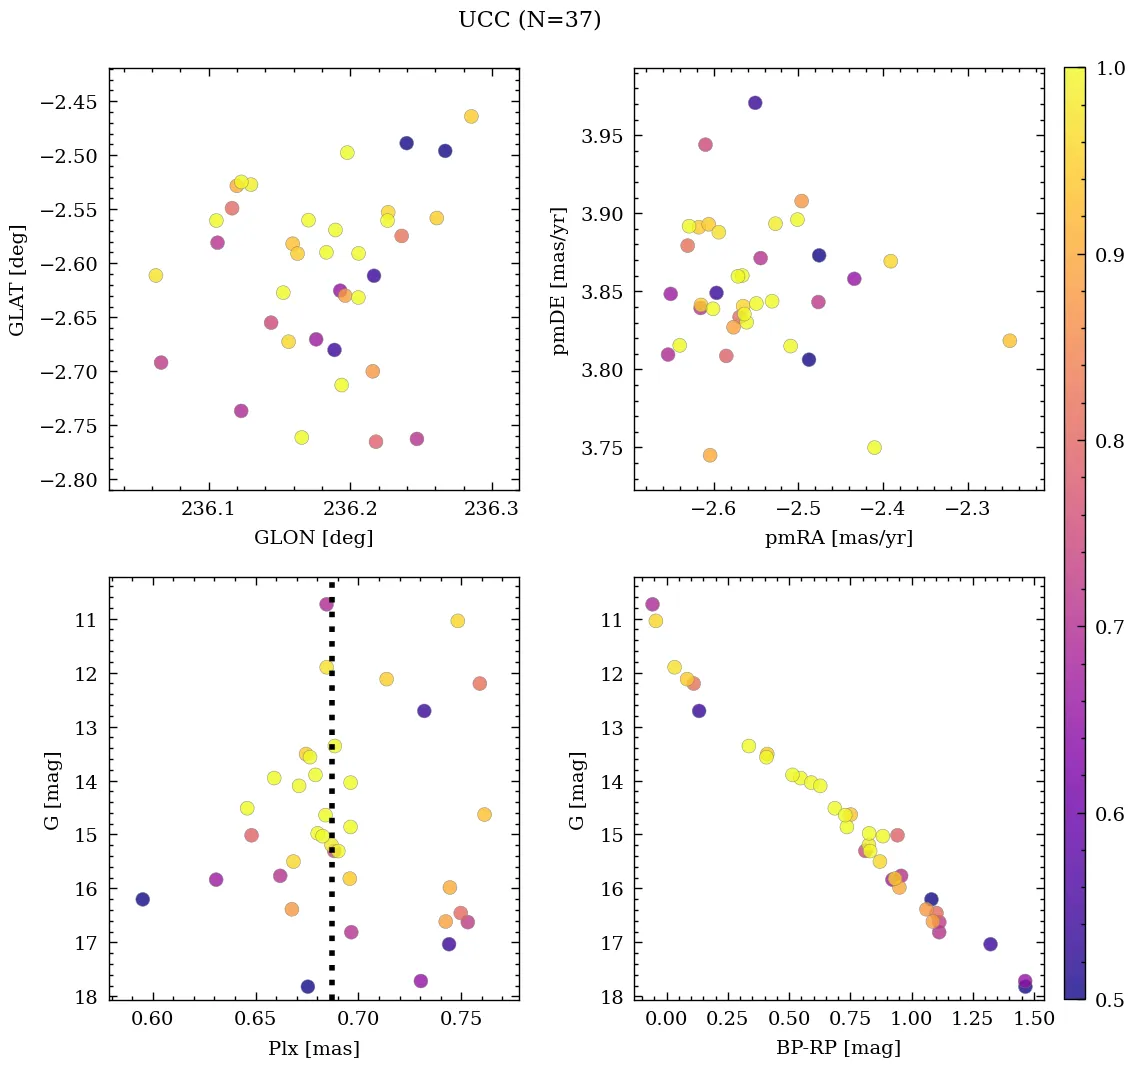 UCC (N=37)
−2.45
−2.50
−2.55
−2.60
−2.65
−2.70
−2.75
−2.80
GLAT [deg]
236.1 236.2 236.3
GLON [deg]
3.95
3.90
3.85
3.80
3.75
pmDE [mas/yr]
−2.6 −2.5 −2.4 −2.3
pmRA [mas/yr]
11
12
13
14
15
16
17
18
G [mag]
0.60 0.65 0.70 0.75
Plx [mas]
11
12
13
14
15
16
17
18
G [mag]
0.00 0.25 0.50 0.75 1.00 1.25 1.50
BP-RP [mag]
1.0
0.9
0.8
0.7
0.6
0.5